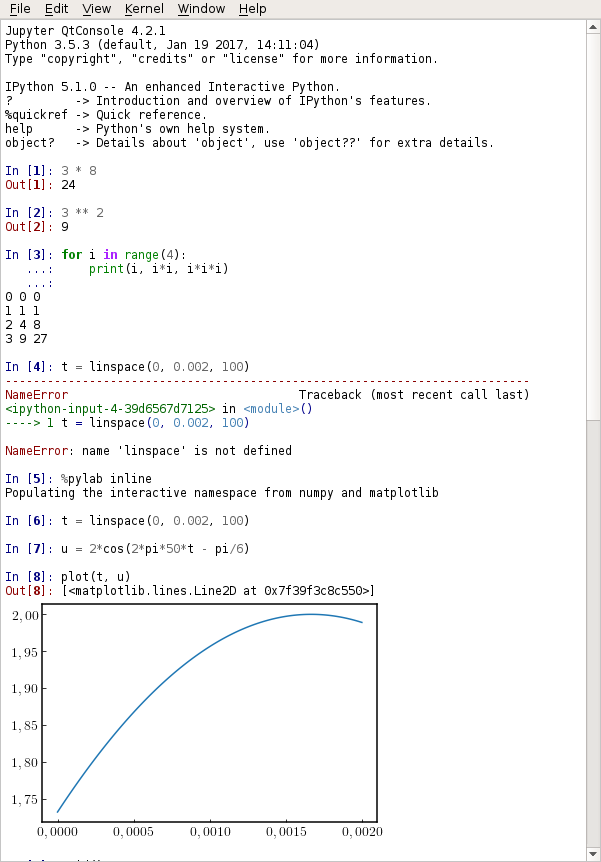 File Edit View Kernel Window Help
Jupyter QtConsole 4.2.1
Python 3.5.3 (default, Jan 19 2017, 14:11:04)
Type "copyright", "credits" or "license" for more information.
IPython 5.1.0 -- An enhanced Interactive Python.
?         -> Introduction and overview of IPython's features.
%quickref -> Quick reference.
help      -> Python's own help system.
object?   -> Details about 'object', use 'object??' for extra details.
In [1]: 3 * 8
Out[1]: 24
In [2]: 3 ** 2
Out[2]: 9
In [3]: for i in range(4):
   ...:     print(i, i*i, i*i*i)
   ...:
0 0 0
1 1 1
2 4 8
3 9 27
In [4]: t = linspace(0, 0.002, 100)
---------------------------------------------------------------------------
NameError                                 Traceback (most recent call last)
<ipython-input-4-39d6567d7125> in <module>()
----> 1 t = linspace(0, 0.002, 100)
NameError: name 'linspace' is not defined
In [5]: %pylab inline
Populating the interactive namespace from numpy and matplotlib
In [6]: t = linspace(0, 0.002, 100)
In [7]: u = 2*cos(2*pi*50*t - pi/6)
In [8]: plot(t, u)
Out[8]: [<matplotlib.lines.Line2D at 0x7f39f3c8c550>]
2,00
1,95
1,90
1,85
1,80
1,75
0,0000 0,0005 0,0010 0,0015 0,0020